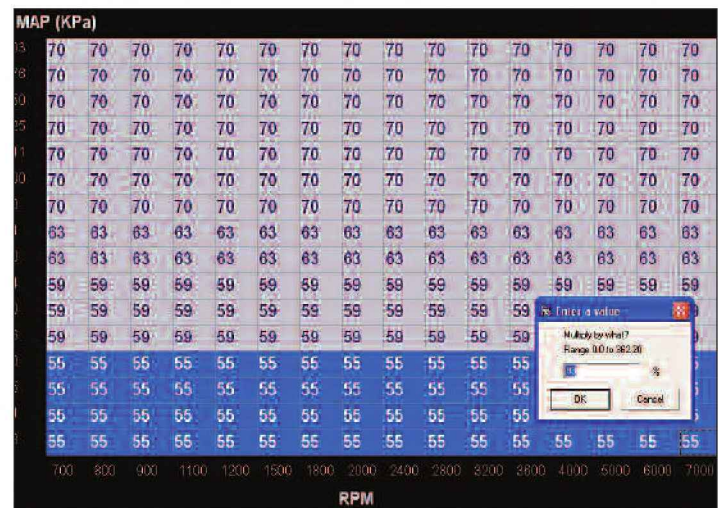 MAP (KPa)
70 70 70 70 70 70 70 70 70 70 70 70 70 70 70 70
70 70 70 70 70 70 70 70 70 70 70 70 70 70 70 70
70 70 70 70 70 70 70 70 70 70 70 70 70 70 70 70
70 70 70 70 70 70 70 70 70 70 70 70 70 70 70 70
70 70 70 70 70 70 70 70 70 70 70 70 70 70 70 70
70 70 70 70 70 70 70 70 70 70 70 70 70 70 70 70
70 70 70 70 70 70 70 70 70 70 70 70 70 70 70 70
63 63 63 63 63 63 63 63 63 63 63 63 63 63 63 63
63 63 63 63 63 63 63 63 63 63 63 63 63 63 63 63
59 59 59 59 59 59 59 59 59 59 59 59 59 59 59 59
59 59 59 59 59 59 59 59 59 59 59 59
59 59 59 59 59 59 59 59 59 59 59 59
55 55 55 55 55 55 55 55 55 55 55 55
55 55 55 55 55 55 55 55 55 55 55 55
55 55 55 55 55 55 55 55 55 55 55 55
55 55 55 55 55 55 55 55 55 55 55 55 55 55 55 55
Enter a value
Multiply by what?
Range 0.0 to 362.20
%
OK Cancel
700 800 900 1100 1200 1500 1800 2000 2400 2800 3200 3600 4000 5000 6000 7000
RPM